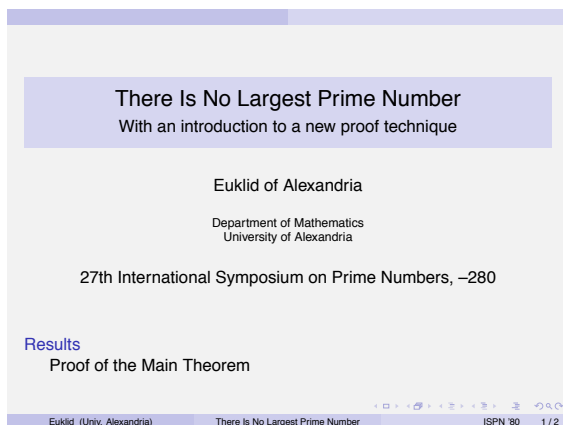 There Is No Largest Prime Number
With an introduction to a new proof technique
Euklid of Alexandria
Department of Mathematics
University of Alexandria
27th International Symposium on Prime Numbers, –280
Results
Proof of the Main Theorem
Euklid (Univ. Alexandria) There Is No Largest Prime Number ISPN ’80 1 / 2